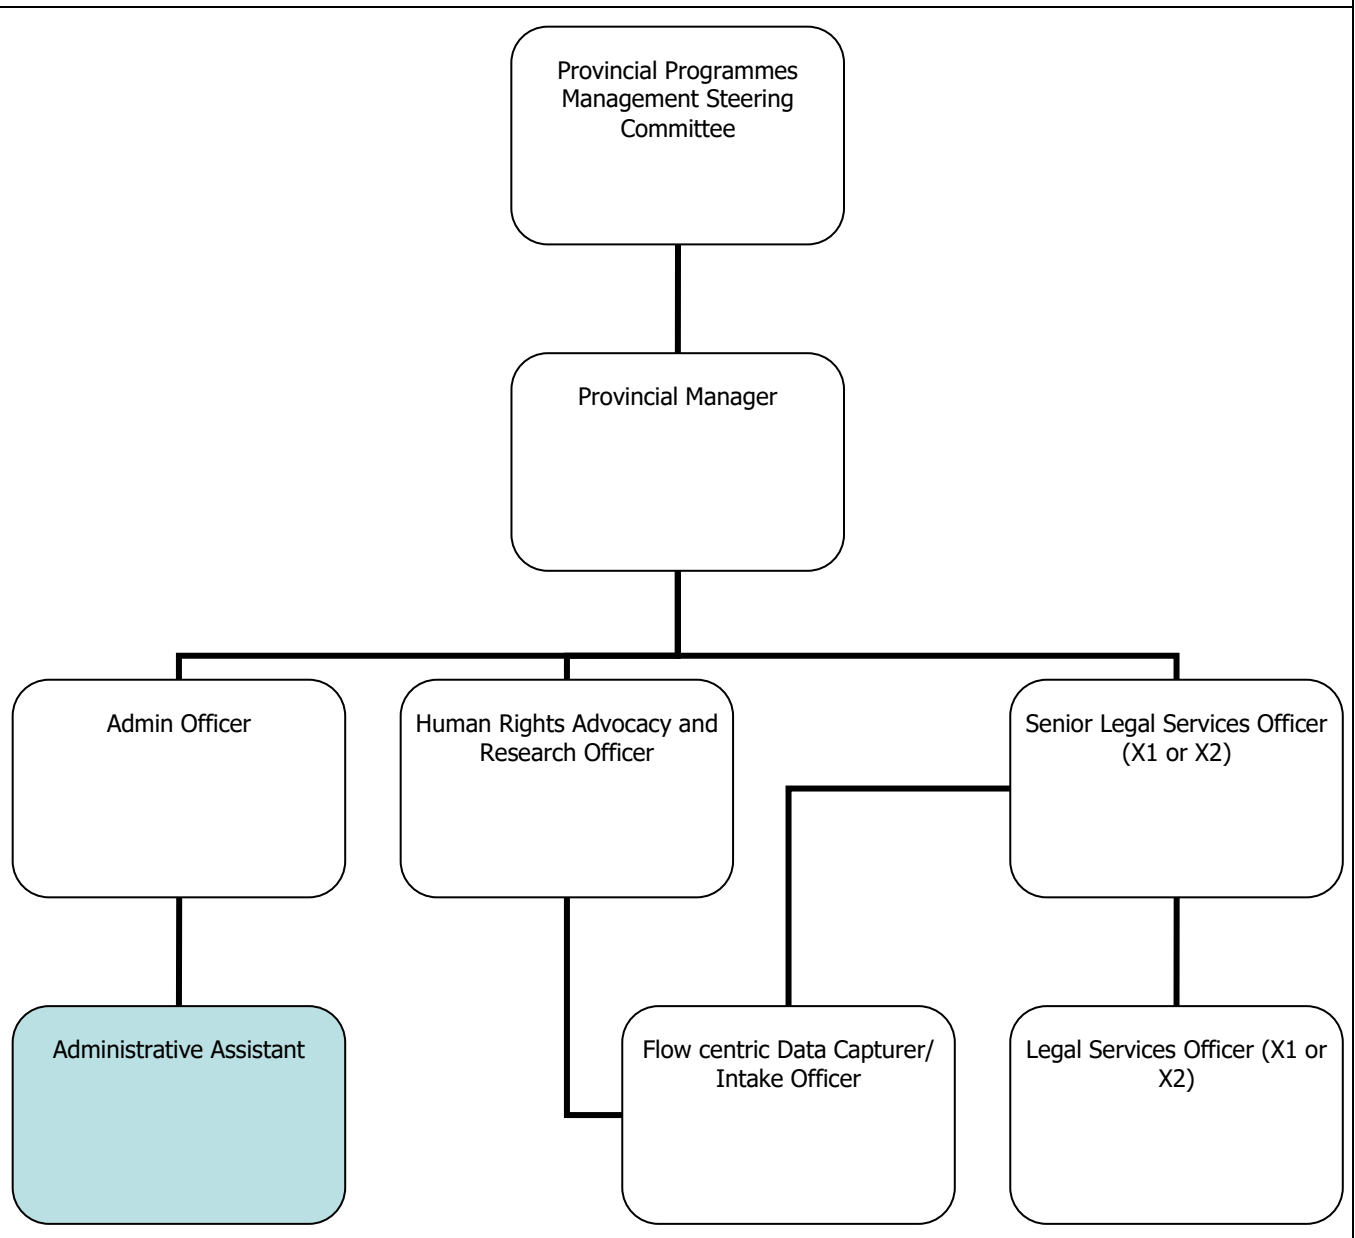 Provincial Programmes
Management Steering
Committee
Provincial Manager
Admin Officer
Human Rights Advocacy and
Research Officer
Senior Legal Services Officer
(X1 or X2)
Administrative Assistant
Flow centric Data Capturer/
Intake Officer
Legal Services Officer (X1 or
X2)